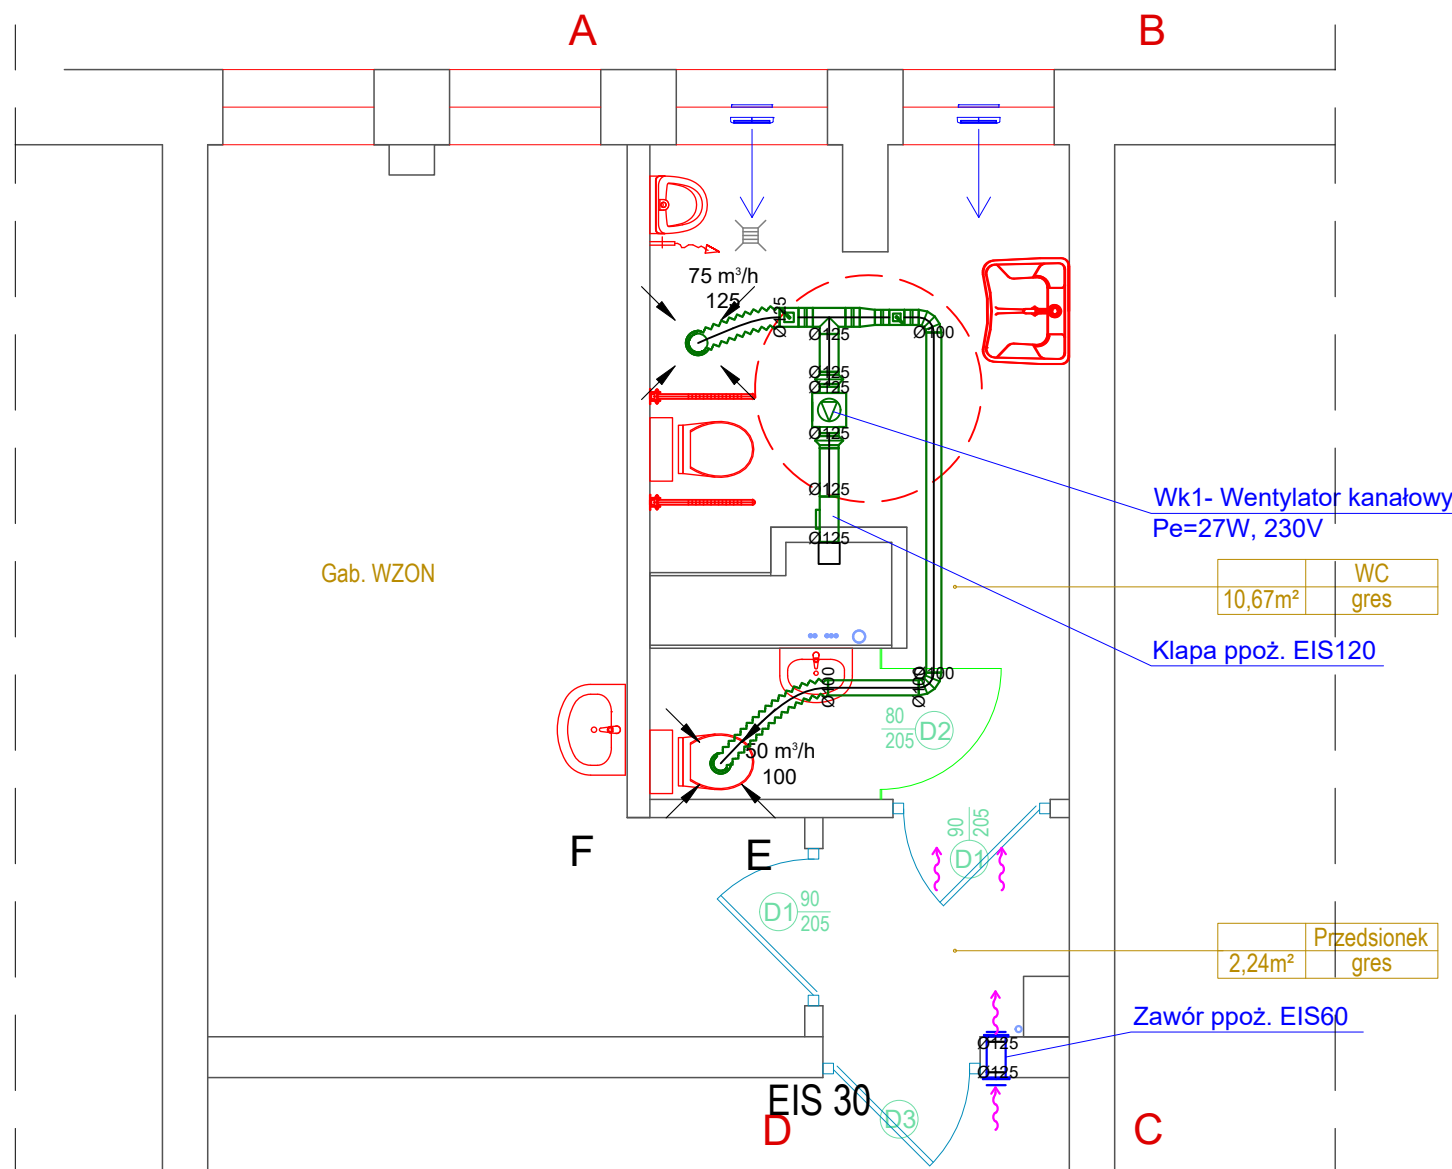 A
B
75 m³/h
125
Ø125
Ø125
Ø100
Ø125
Ø125
Ø125
Ø125
Ø125
Wk1- Wentylator kanałowy
Pe=27W, 230V
Gab. WZON
WC
10,67m²
gres
Klapa ppoż. EIS120
Ø100
Ø100
Ø100
80
205
D2
50 m³/h
100
90
205
D1
F
E
D1
90
205
Przedsionek
2,24m²
gres
Zawór ppoż. EIS60
Ø125
Ø125
EIS 30
D3
D
C